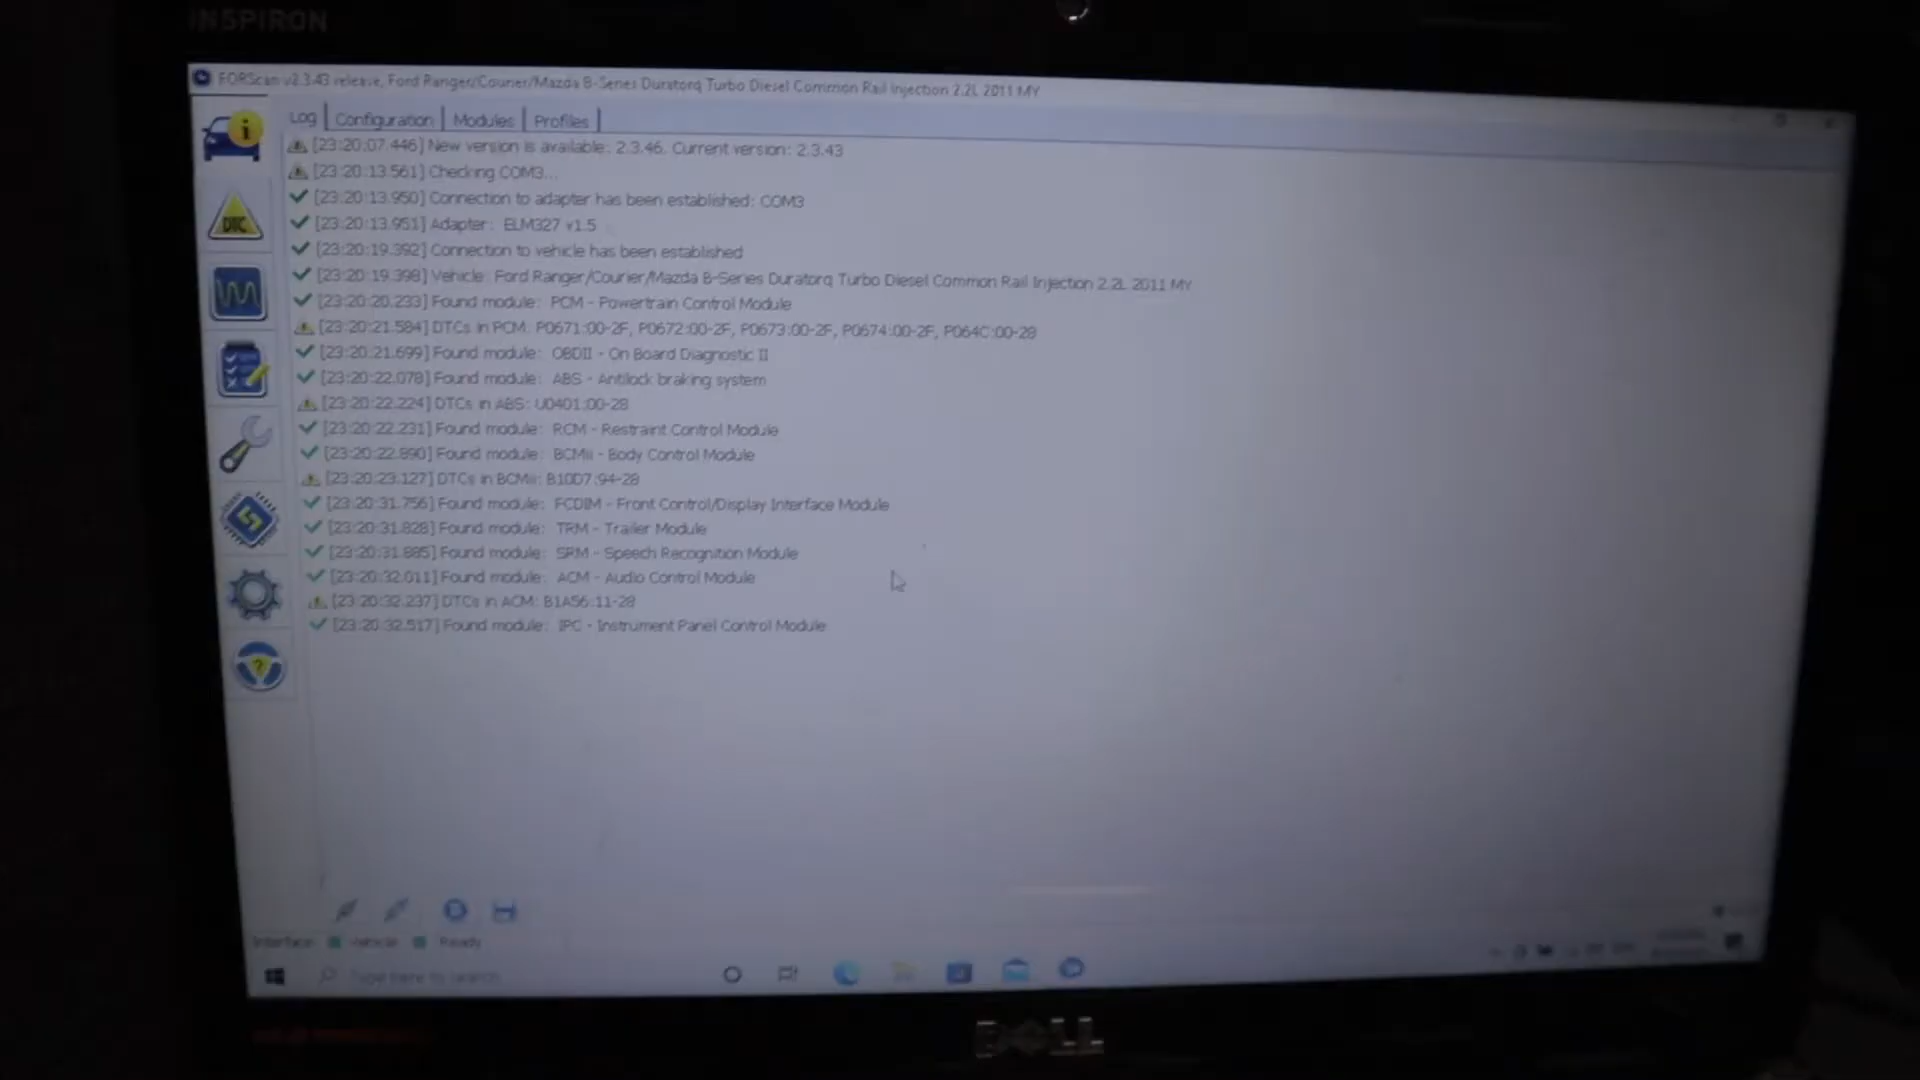 INSPIRON
FORScan v2.3.43 release, Ford Ranger/Courier/Mazda B-Series Duratorq Turbo Diesel Common Rail Injection 2.2L 2011 MY
Log Configuration Modules Profiles
[23:20:07.446] New version is available: 2.3.46. Current version: 2.3.43
[23:20:13.561] Checking COM3...
[23:20:13.950] Connection to adapter has been established: COM3
DTC
[23:20:13.951] Adapter: ELM327 v1.5
[23:20:19.392] Connection to vehicle has been established
[23:20:19.398] Vehicle: Ford Ranger/Courier/Mazda B-Series Duratorq Turbo Diesel Common Rail Injection 2.2L 2011 MY
[23:20:20.233] Found module: PCM - Powertrain Control Module
[23:20:21.584] DTCs in PCM: P0671:00-2F, P0672:00-2F, P0673:00-2F, P0674:00-2F, P064C:00-28
[23:20:21.699] Found module: OBDII - On Board Diagnostic II
[23:20:22.078] Found module: ABS - Antilock braking system
[23:20:22.224] DTCs in ABS: U0401:00-28
[23:20:22.231] Found module: RCM - Restraint Control Module
[23:20:22.890] Found module: BCMii - Body Control Module
[23:20:23.127] DTCs in BCMii: B10D7:94-28
[23:20:31.756] Found module: FCDIM - Front Control/Display Interface Module
[23:20:31.828] Found module: TRM - Trailer Module
[23:20:31.885] Found module: SRM - Speech Recognition Module
[23:20:32.011] Found module: ACM - Audio Control Module
[23:20:32.237] DTCs in ACM: B1A56:11-28
[23:20:32.517] Found module: IPC - Instrument Panel Control Module
Interface: Vehicle: Ready
Type here to search
DELL